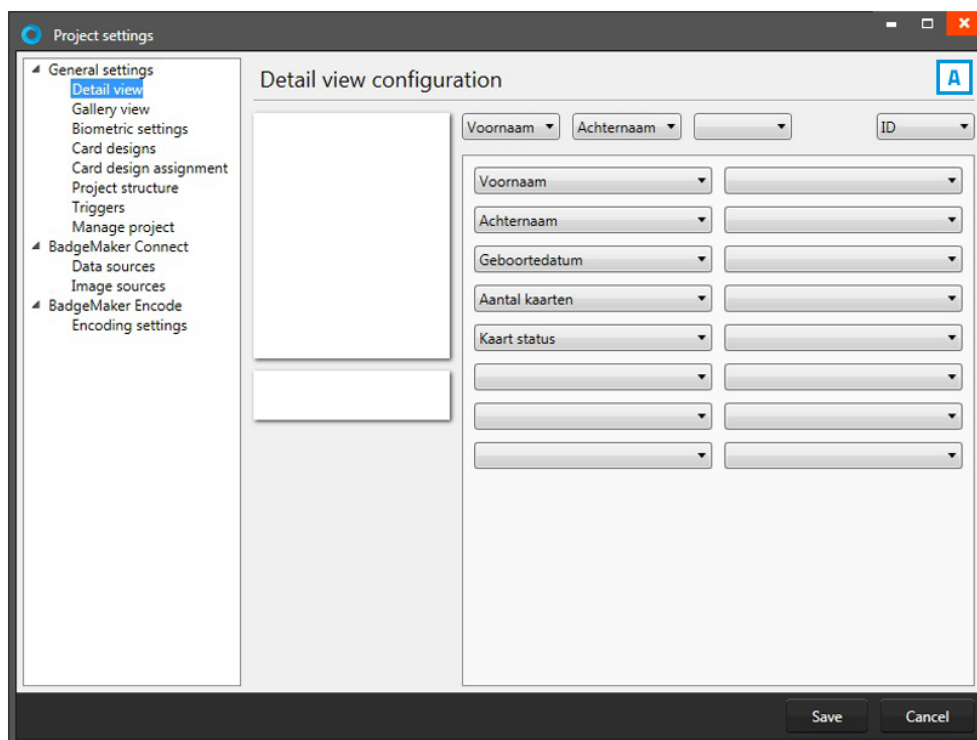 Project settings
General settings
Detail view
Gallery view
Biometric settings
Card designs
Card design assignment
Project structure
Triggers
Manage project
BadgeMaker Connect
Data sources
Image sources
BadgeMaker Encode
Encoding settings
Detail view configuration
A
Voornaam Achternaam ID
Voornaam
Achternaam
Geboortedatum
Aantal kaarten
Kaart status
Save Cancel